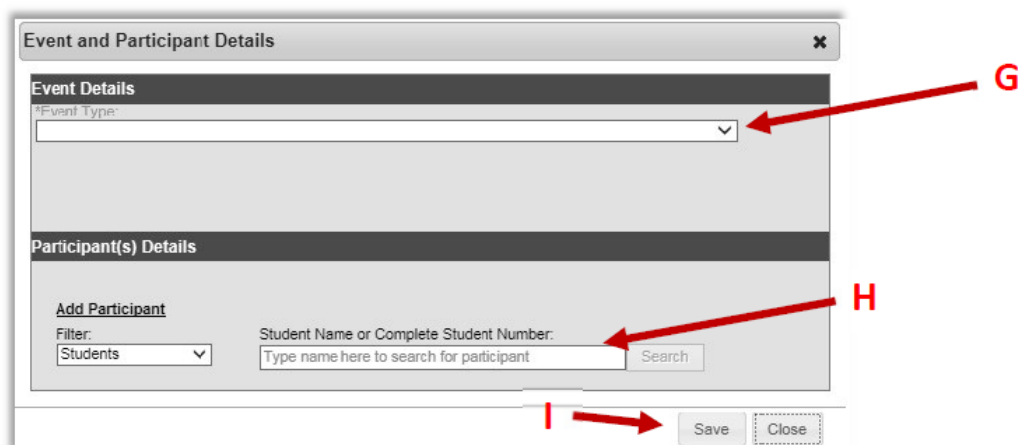 Event and Participant Details
Event Details
G
*Event Type:
Participant(s) Details
H
Add Participant
Filter: Student Name or Complete Student Number:
Students Type name here to search for participant Search
I
Save Close